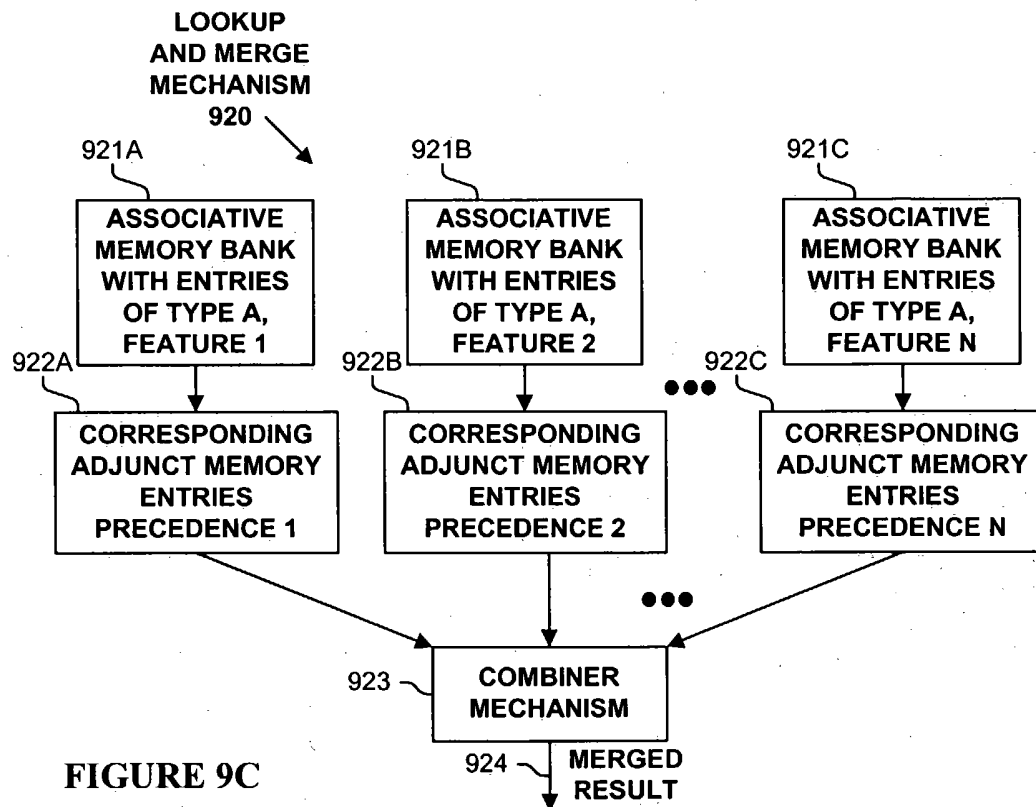 LOOKUP
AND MERGE
MECHANISM
920
921A
921B
921C
ASSOCIATIVE
MEMORY BANK
WITH ENTRIES
OF TYPE A,
FEATURE 1
ASSOCIATIVE
MEMORY BANK
WITH ENTRIES
OF TYPE A,
FEATURE 2
ASSOCIATIVE
MEMORY BANK
WITH ENTRIES
OF TYPE A,
FEATURE N
922A
922B
922C
CORRESPONDING
ADJUNCT MEMORY
ENTRIES
PRECEDENCE 1
CORRESPONDING
ADJUNCT MEMORY
ENTRIES
PRECEDENCE 2
CORRESPONDING
ADJUNCT MEMORY
ENTRIES
PRECEDENCE N
923
COMBINER
MECHANISM
924
MERGED
RESULT
FIGURE 9C